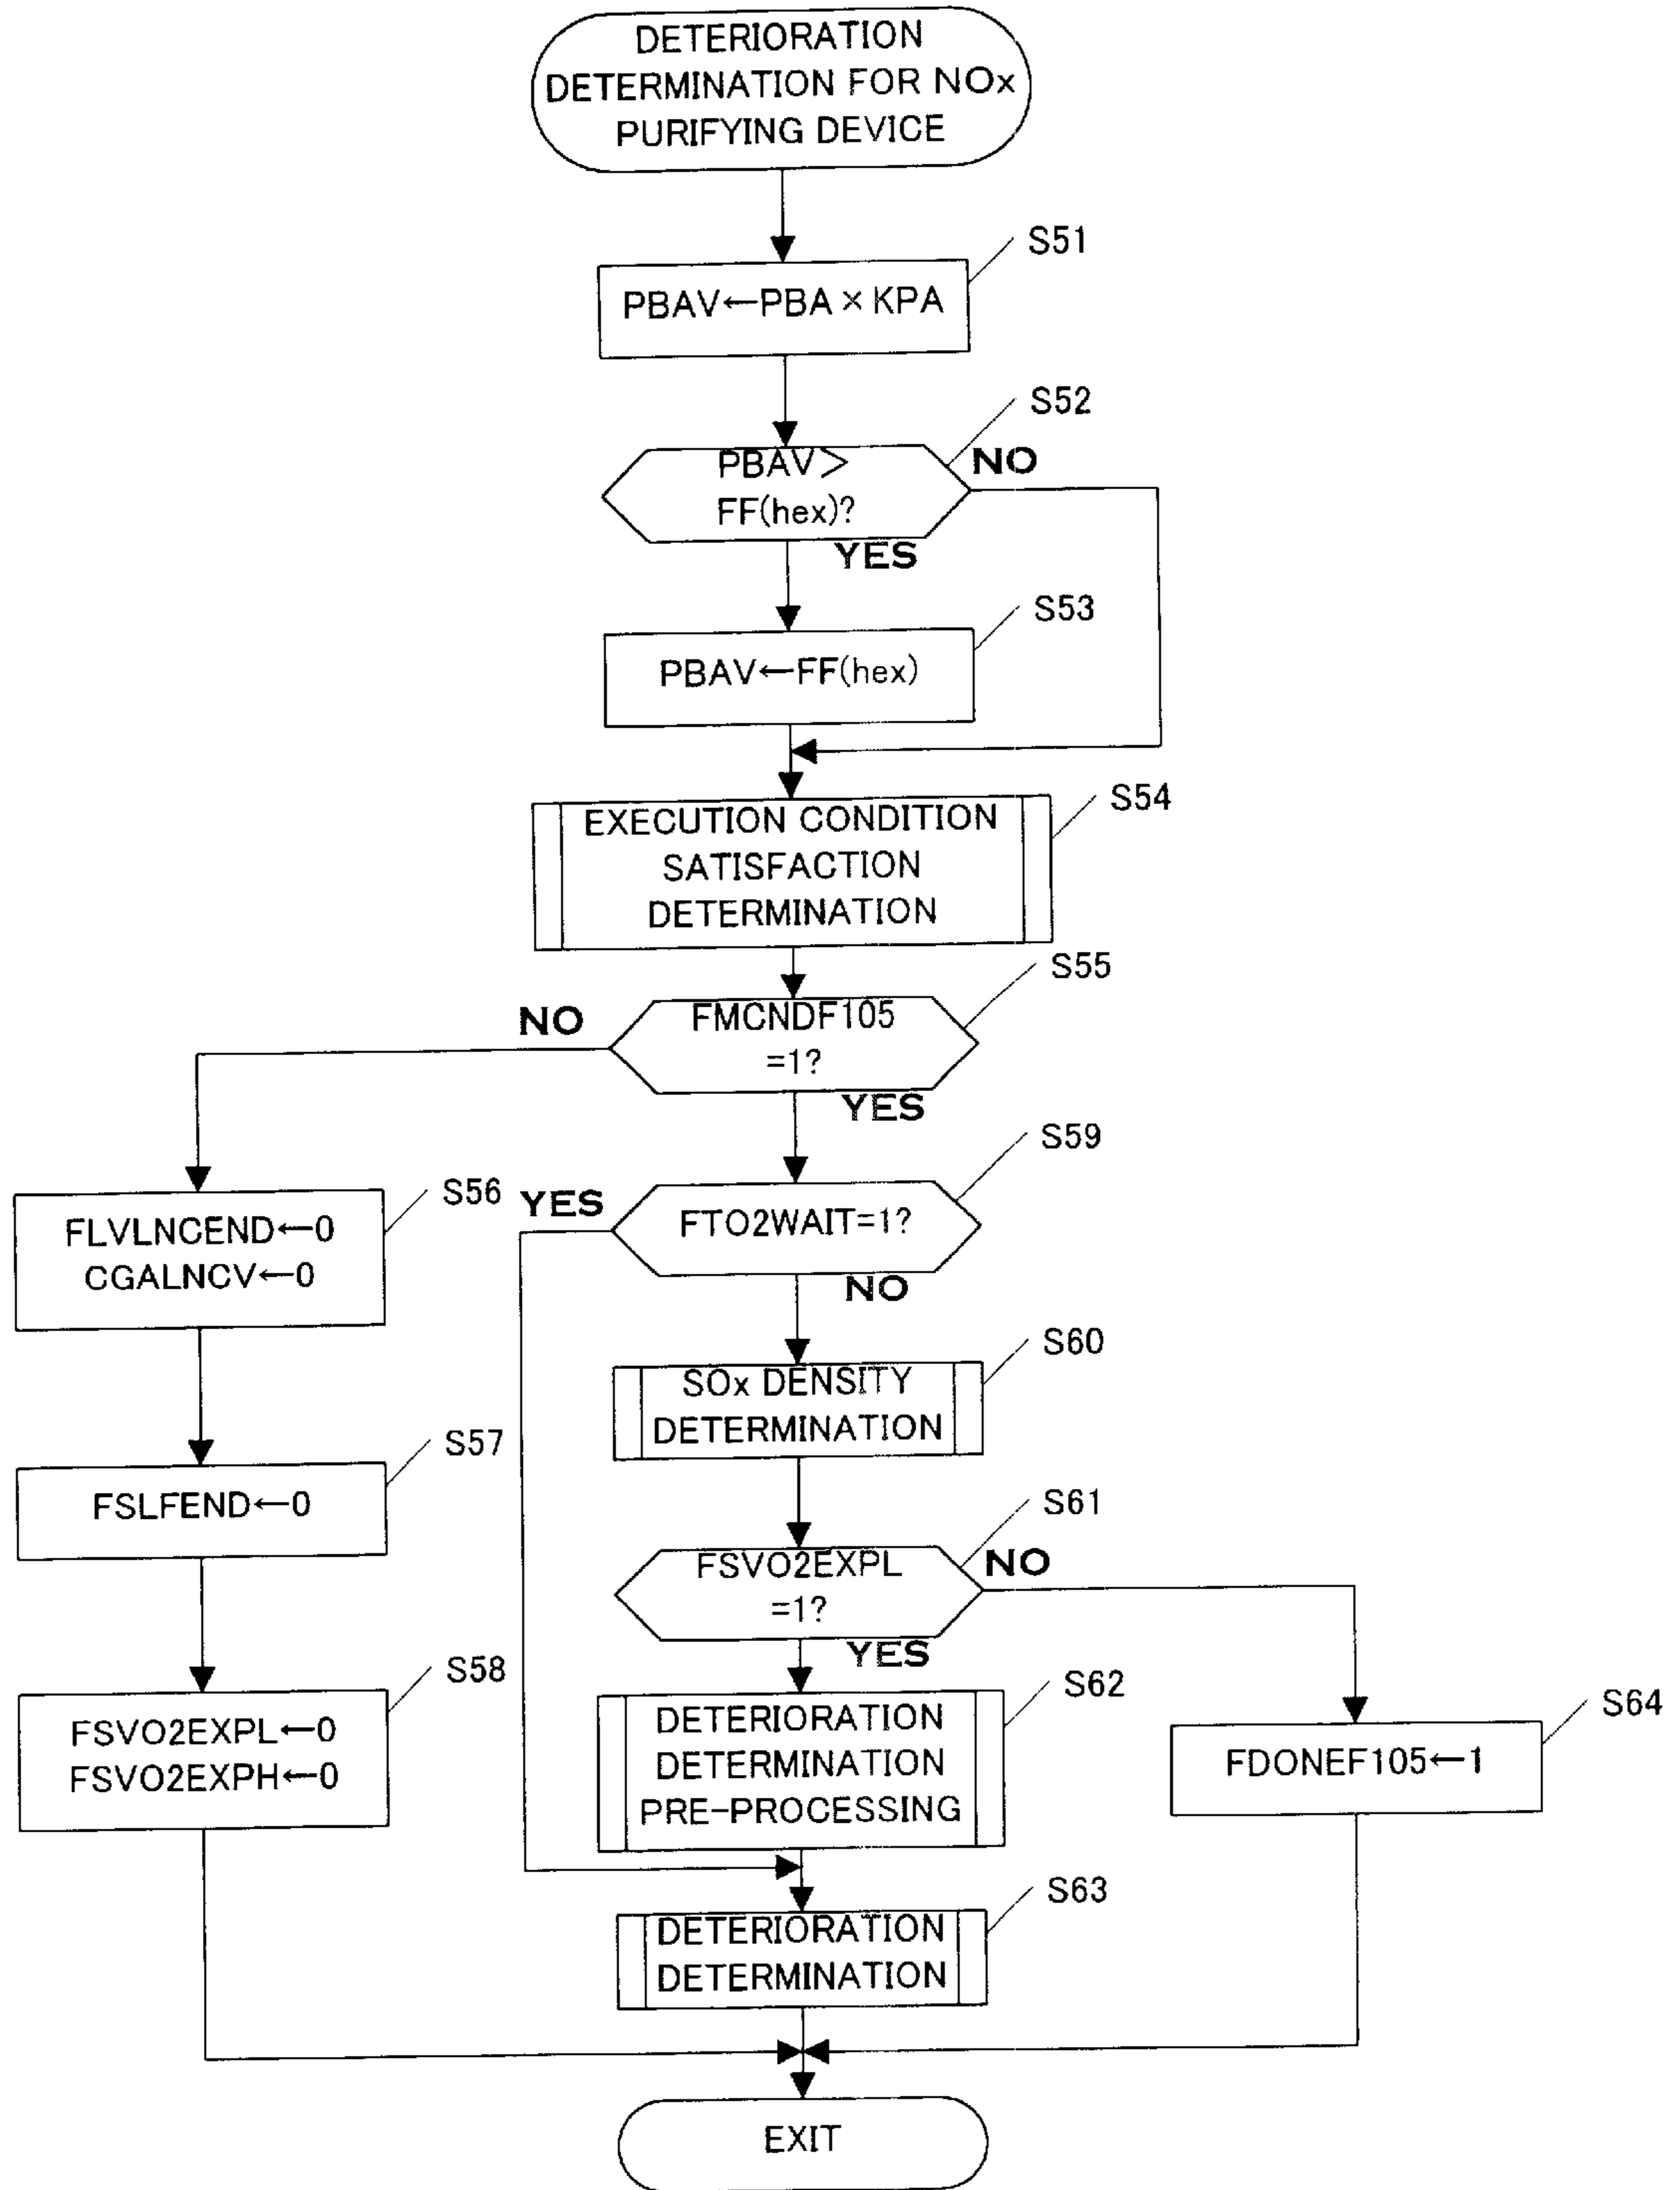 DETERIORATION
DETERMINATION FOR NOx
PURIFYING DEVICE
S51
PBAV←PBA×KPA
S52
PBAV>
FF(hex)?
NO
YES
S53
PBAV←FF(hex)
S54
EXECUTION CONDITION
SATISFACTION
DETERMINATION
S55
FMCNDF105
=1?
NO
YES
S56
FLVLNCEND←0
CGALNCV←0
S57
FSLFEND←0
S58
FSVO2EXPL←0
FSVO2EXPH←0
S59
FTO2WAIT=1?
YES
NO
S60
SOx DENSITY
DETERMINATION
S61
FSVO2EXPL
=1?
NO
YES
S62
DETERIORATION
DETERMINATION
PRE-PROCESSING
S64
FDONEF105←1
S63
DETERIORATION
DETERMINATION
EXIT